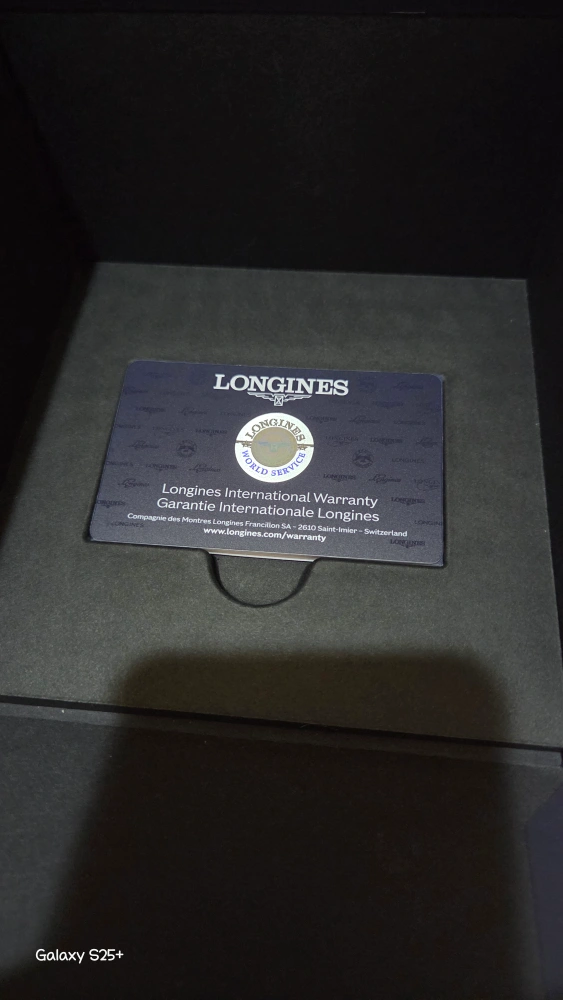 LONGINES
LONGINES
WORLD SERVICE
Longines International Warranty
Garantie Internationale Longines
Compagnie des Montres Longines Francillon SA – 2610 Saint-Imier – Switzerland
www.longines.com/warranty
Galaxy S25+